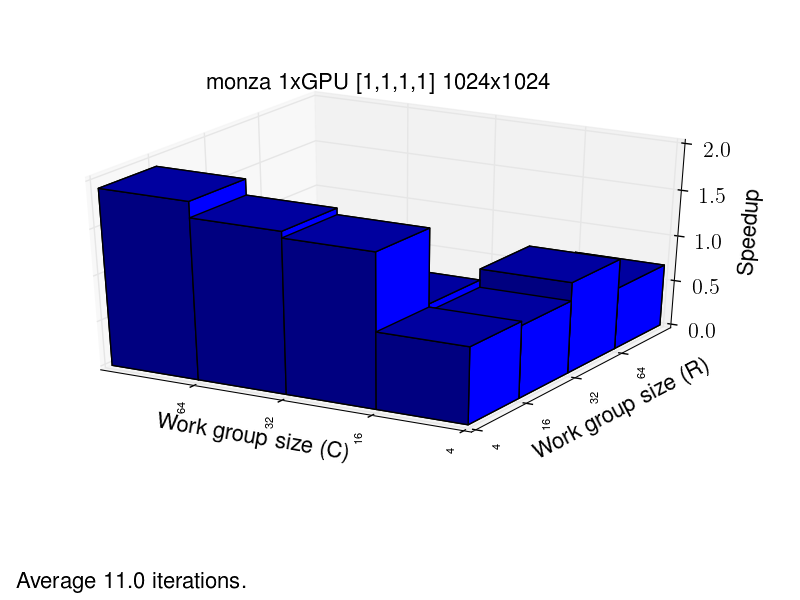 monza 1xGPU [1,1,1,1] 1024x1024
2.0
1.5
1.0
0.5
0.0
Speedup
64
32
16
4
Work group size (C)
4
16
32
64
Work group size (R)
Average 11.0 iterations.